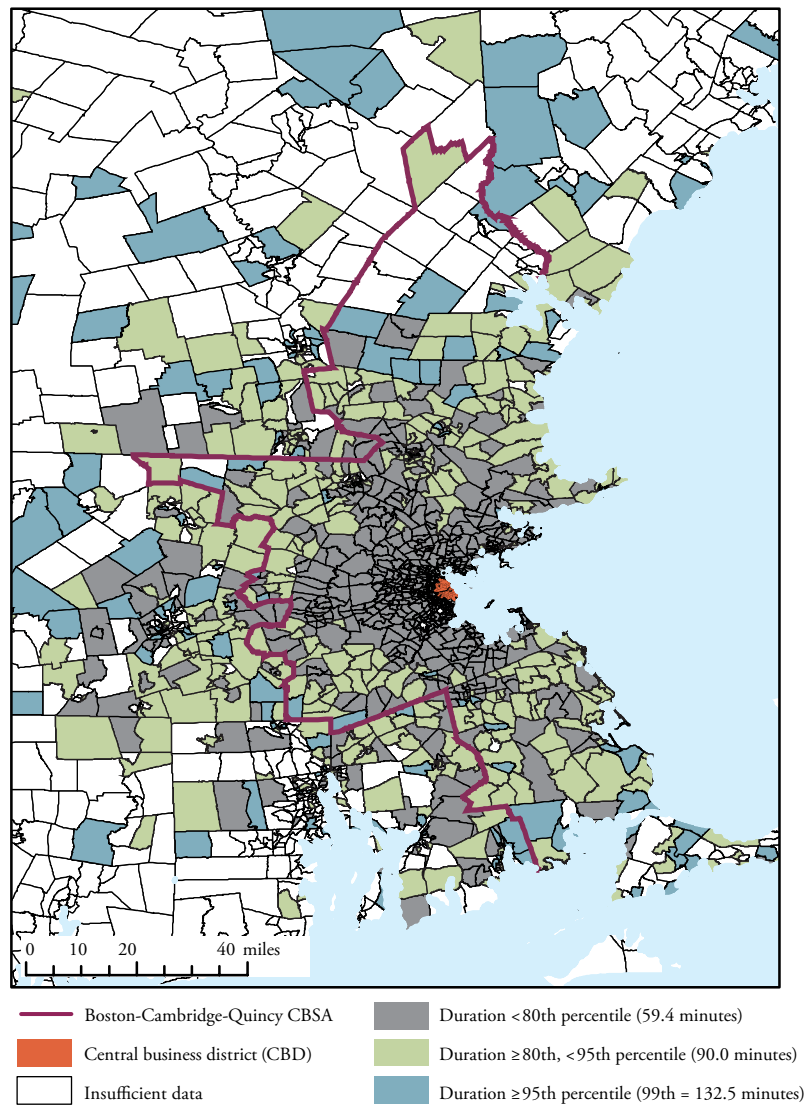 0 10 20 40 miles
Boston-Cambridge-Quincy CBSA
Central business district (CBD)
Insufficient data
Duration <80th percentile (59.4 minutes)
Duration ≥80th, <95th percentile (90.0 minutes)
Duration ≥95th percentile (99th = 132.5 minutes)